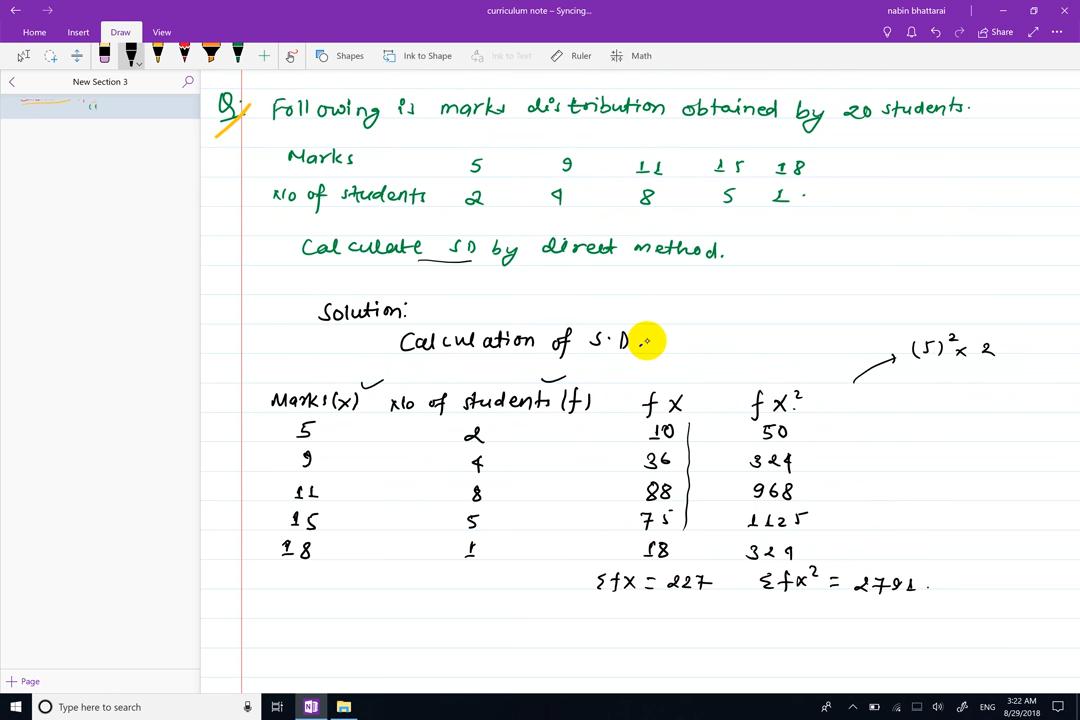 curriculum note – Syncing...
nabin bhattarai
Home Insert Draw View
Share
Shapes Ink to Shape Ink to Text Ruler Math
New Section 3
Q. Following is marks distribution obtained by 20 students.
Marks 5 9 11 15 18
No of students 2 4 8 5 1.
Calculate SD by direct method.
Solution:
Calculation of S.D.
(5)² x 2
Marks(x) No of students (f) fX fX²
5 2 10 50
9 4 36 324
11 8 88 968
15 5 75 1125
18 1 18 324
Σfx = 227 Σfx² = 2791.
+ Page
Type here to search
ENG
3:22 AM
8/29/2018